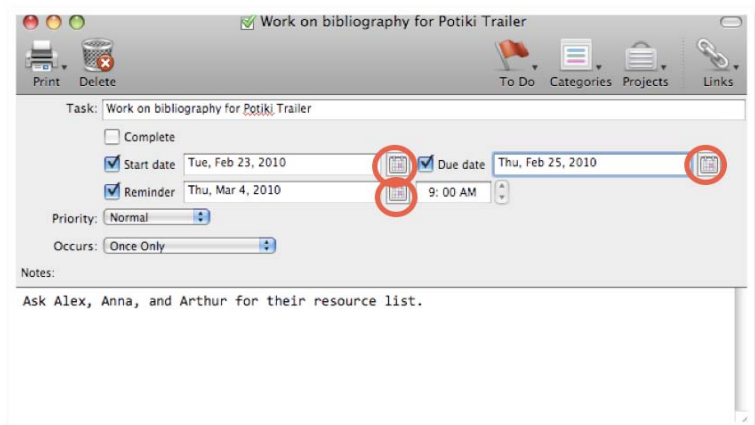 Work on bibliography for Potiki Trailer
Print Delete To Do Categories Projects Links
Task: Work on bibliography for Potiki Trailer
Complete
Start date Tue, Feb 23, 2010 Due date Thu, Feb 25, 2010
Reminder Thu, Mar 4, 2010 9: 00 AM
Priority: Normal
Occurs: Once Only
Notes:
Ask Alex, Anna, and Arthur for their resource list.